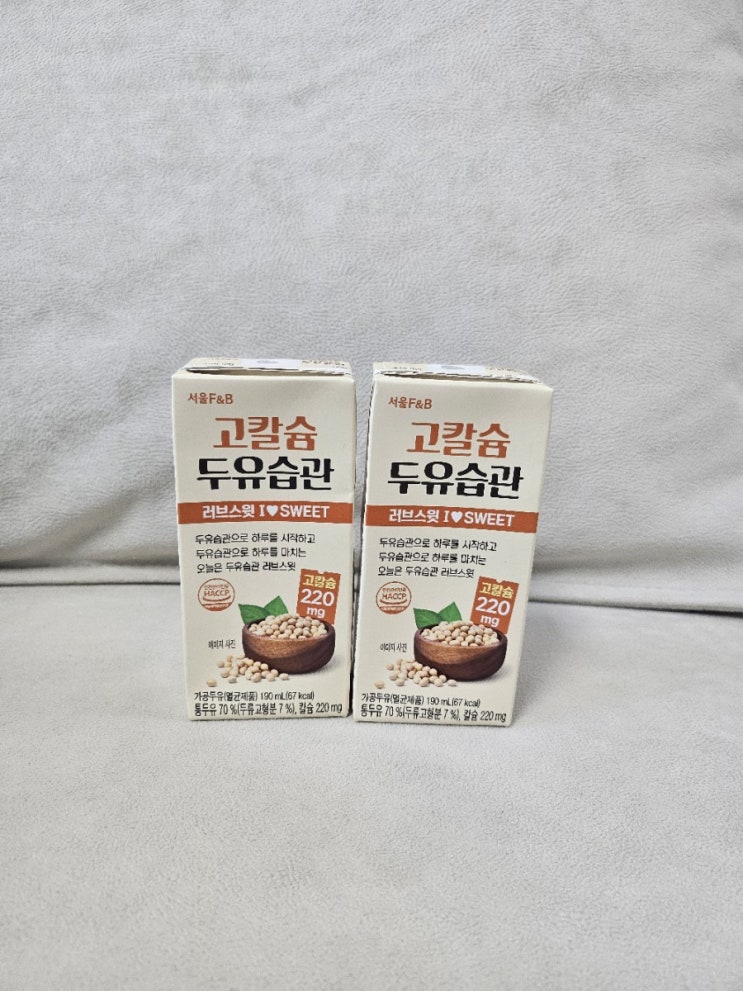 서울F&B
고칼슘
두유습관
러브스윗 I♥SWEET
두유습관으로 하루를 시작하고
두유습관으로 하루를 마치는
오늘은 두유습관 러브스윗
고칼슘
220
mg
HACCP
이미지 사진
가공두유(멸균제품) 190 mL(67 kcal)
통두유 70 %(두류고형분 7 %), 칼슘 220 mg
서울F&B
고칼슘
두유습관
러브스윗 I♥SWEET
두유습관으로 하루를 시작하고
두유습관으로 하루를 마치는
오늘은 두유습관 러브스윗
고칼슘
220
mg
HACCP
이미지 사진
가공두유(멸균제품) 190 mL(67 kcal)
통두유 70 %(두류고형분 7 %), 칼슘 220 mg